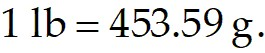 1 lb = 453.59 g.